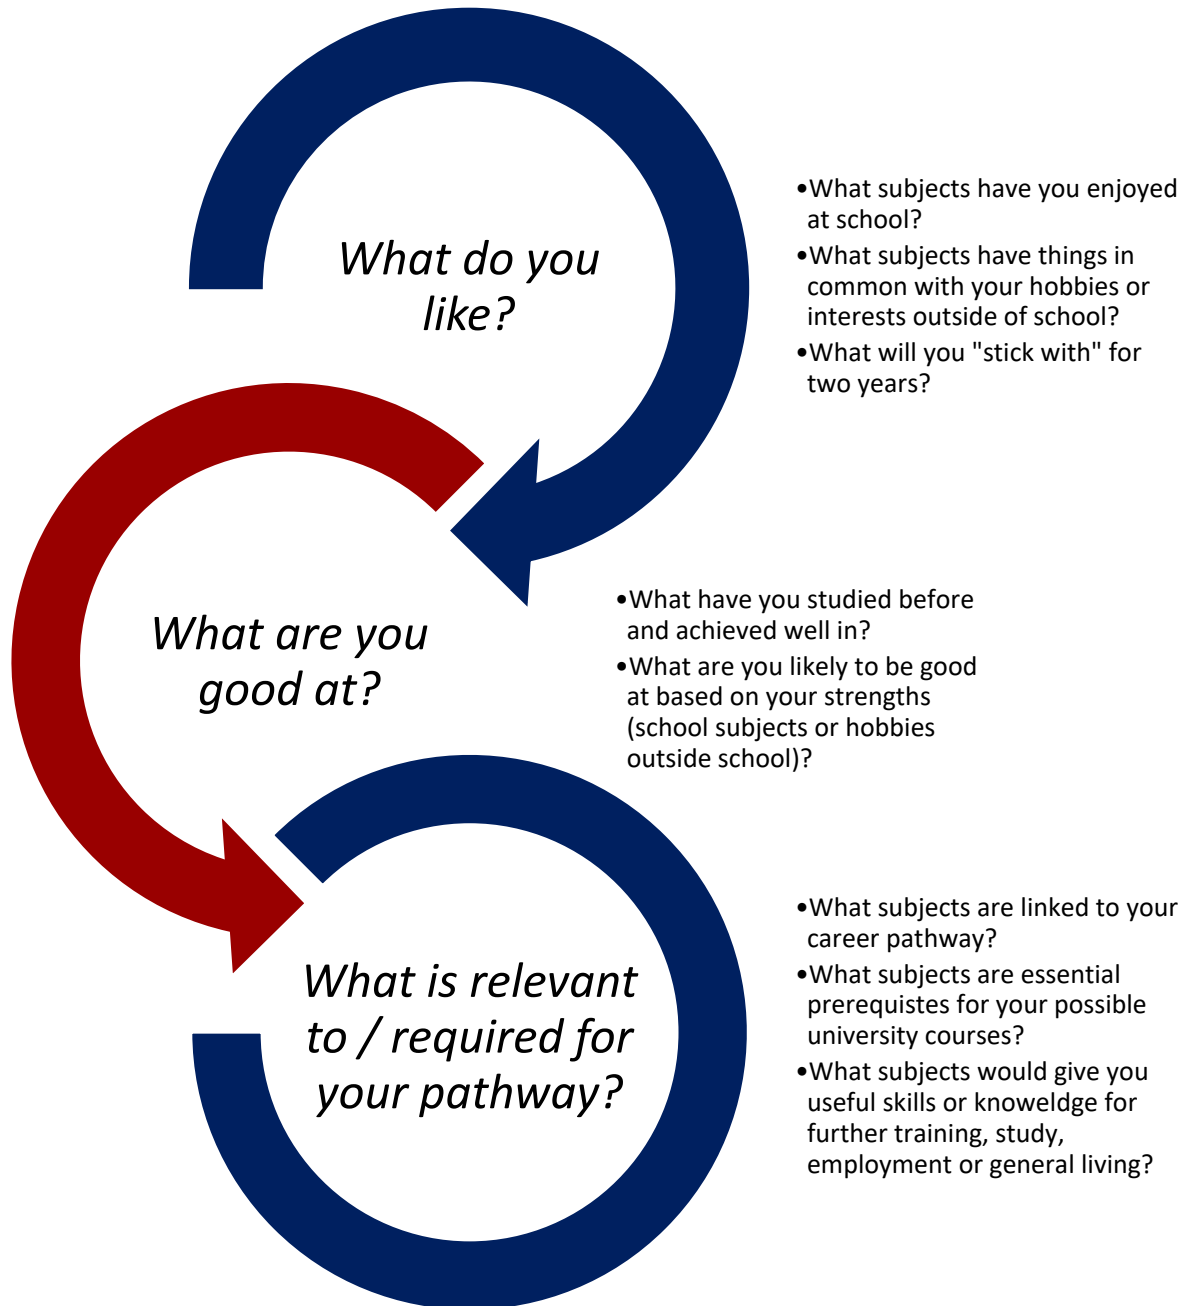 What do you
like?
•What subjects have you enjoyed
at school?
•What subjects have things in
common with your hobbies or
interests outside of school?
•What will you "stick with" for
two years?
What are you
good at?
•What have you studied before
and achieved well in?
•What are you likely to be good
at based on your strengths
(school subjects or hobbies
outside school)?
What is relevant
to / required for
your pathway?
•What subjects are linked to your
career pathway?
•What subjects are essential
prerequistes for your possible
university courses?
•What subjects would give you
useful skills or knoweldge for
further training, study,
employment or general living?